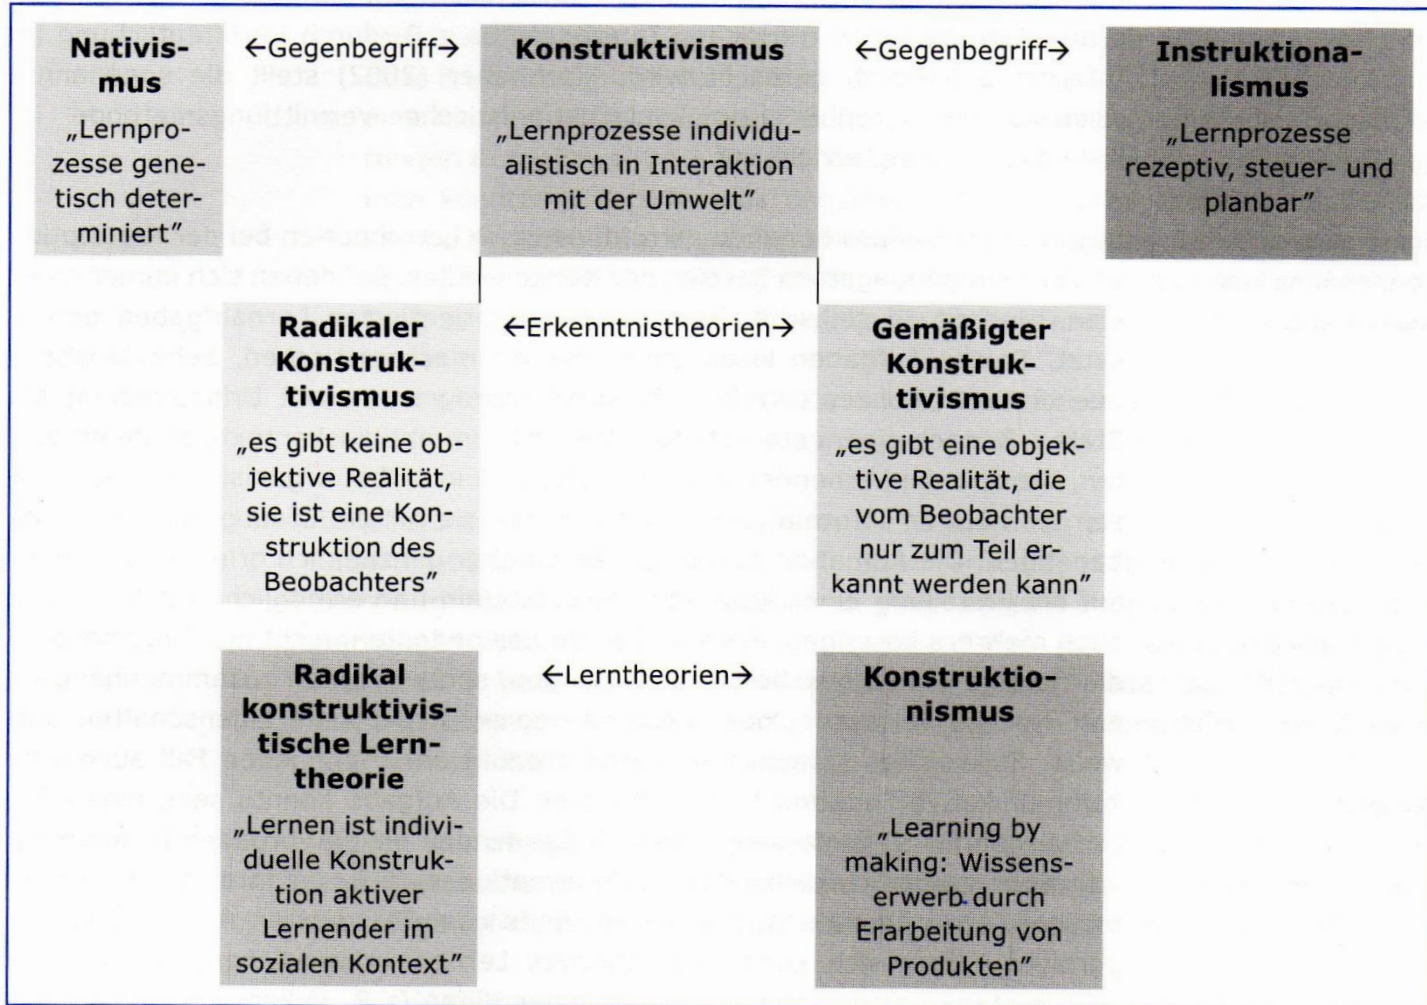 Nativis-
mus
„Lernpro-
zesse gene-
tisch deter-
miniert”
←Gegenbegriff→
Konstruktivismus
„Lernprozesse individu-
alistisch in Interaktion
mit der Umwelt”
←Gegenbegriff→
Instruktiona-
lismus
„Lernprozesse
rezeptiv, steuer- und
planbar”
Radikaler
Konstruk-
tivismus
„es gibt keine ob-
jektive Realität,
sie ist eine Kon-
struktion des
Beobachters”
←Erkenntnistheorien→
Gemäßigter
Konstruk-
tivismus
„es gibt eine objek-
tive Realität, die
vom Beobachter
nur zum Teil er-
kannt werden kann”
Radikal
konstruktivis-
tische Lern-
theorie
„Lernen ist indivi-
duelle Konstruk-
tion aktiver
Lernender im
sozialen Kontext”
←Lerntheorien→
Konstruktio-
nismus
„Learning by
making: Wissens-
erwerb durch
Erarbeitung von
Produkten”